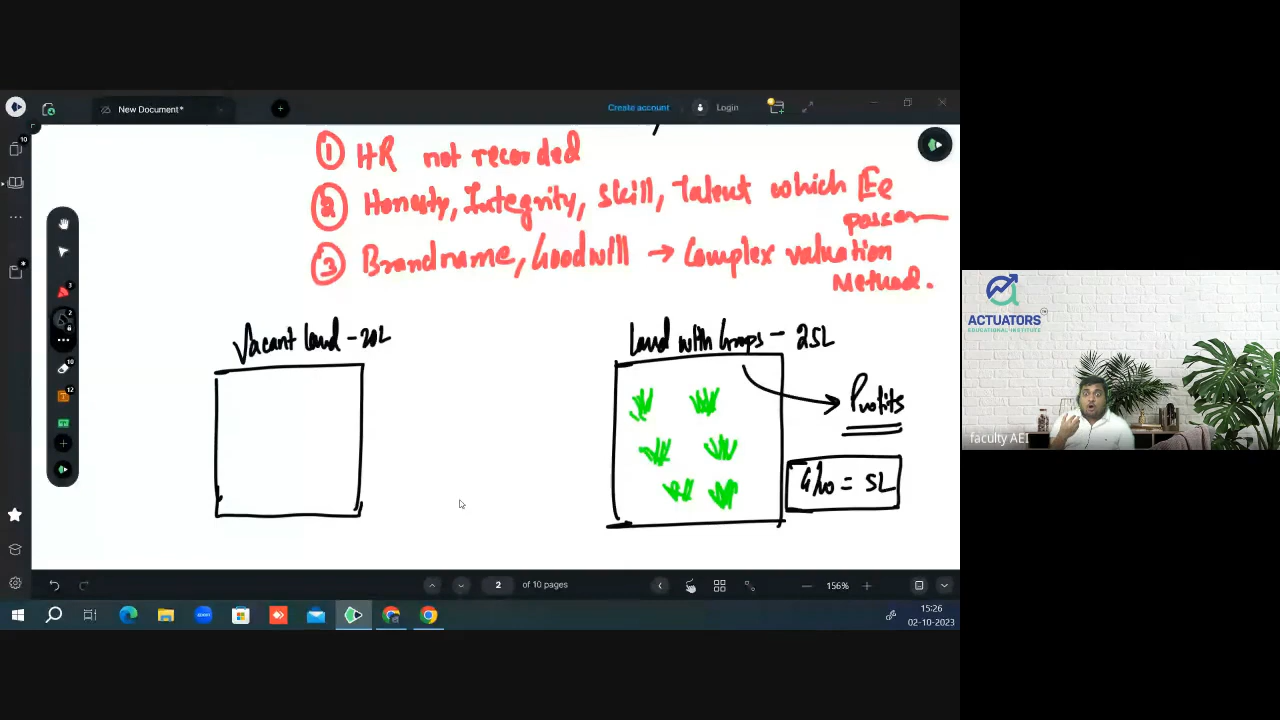 New Document*
Create account
Login
① HR not recorded
② Honesty, Integrity, skill, talent which Ee
③ Brandname, Goodwill → Complex valuation
Method.
Vacant land - 20L
Land with Crops - 25L
Profits
G/w = 5L
ACTUATORS
EDUCATIONAL INSTITUTE
faculty AEI
2
of 10 pages
156%
15:26
02-10-2023